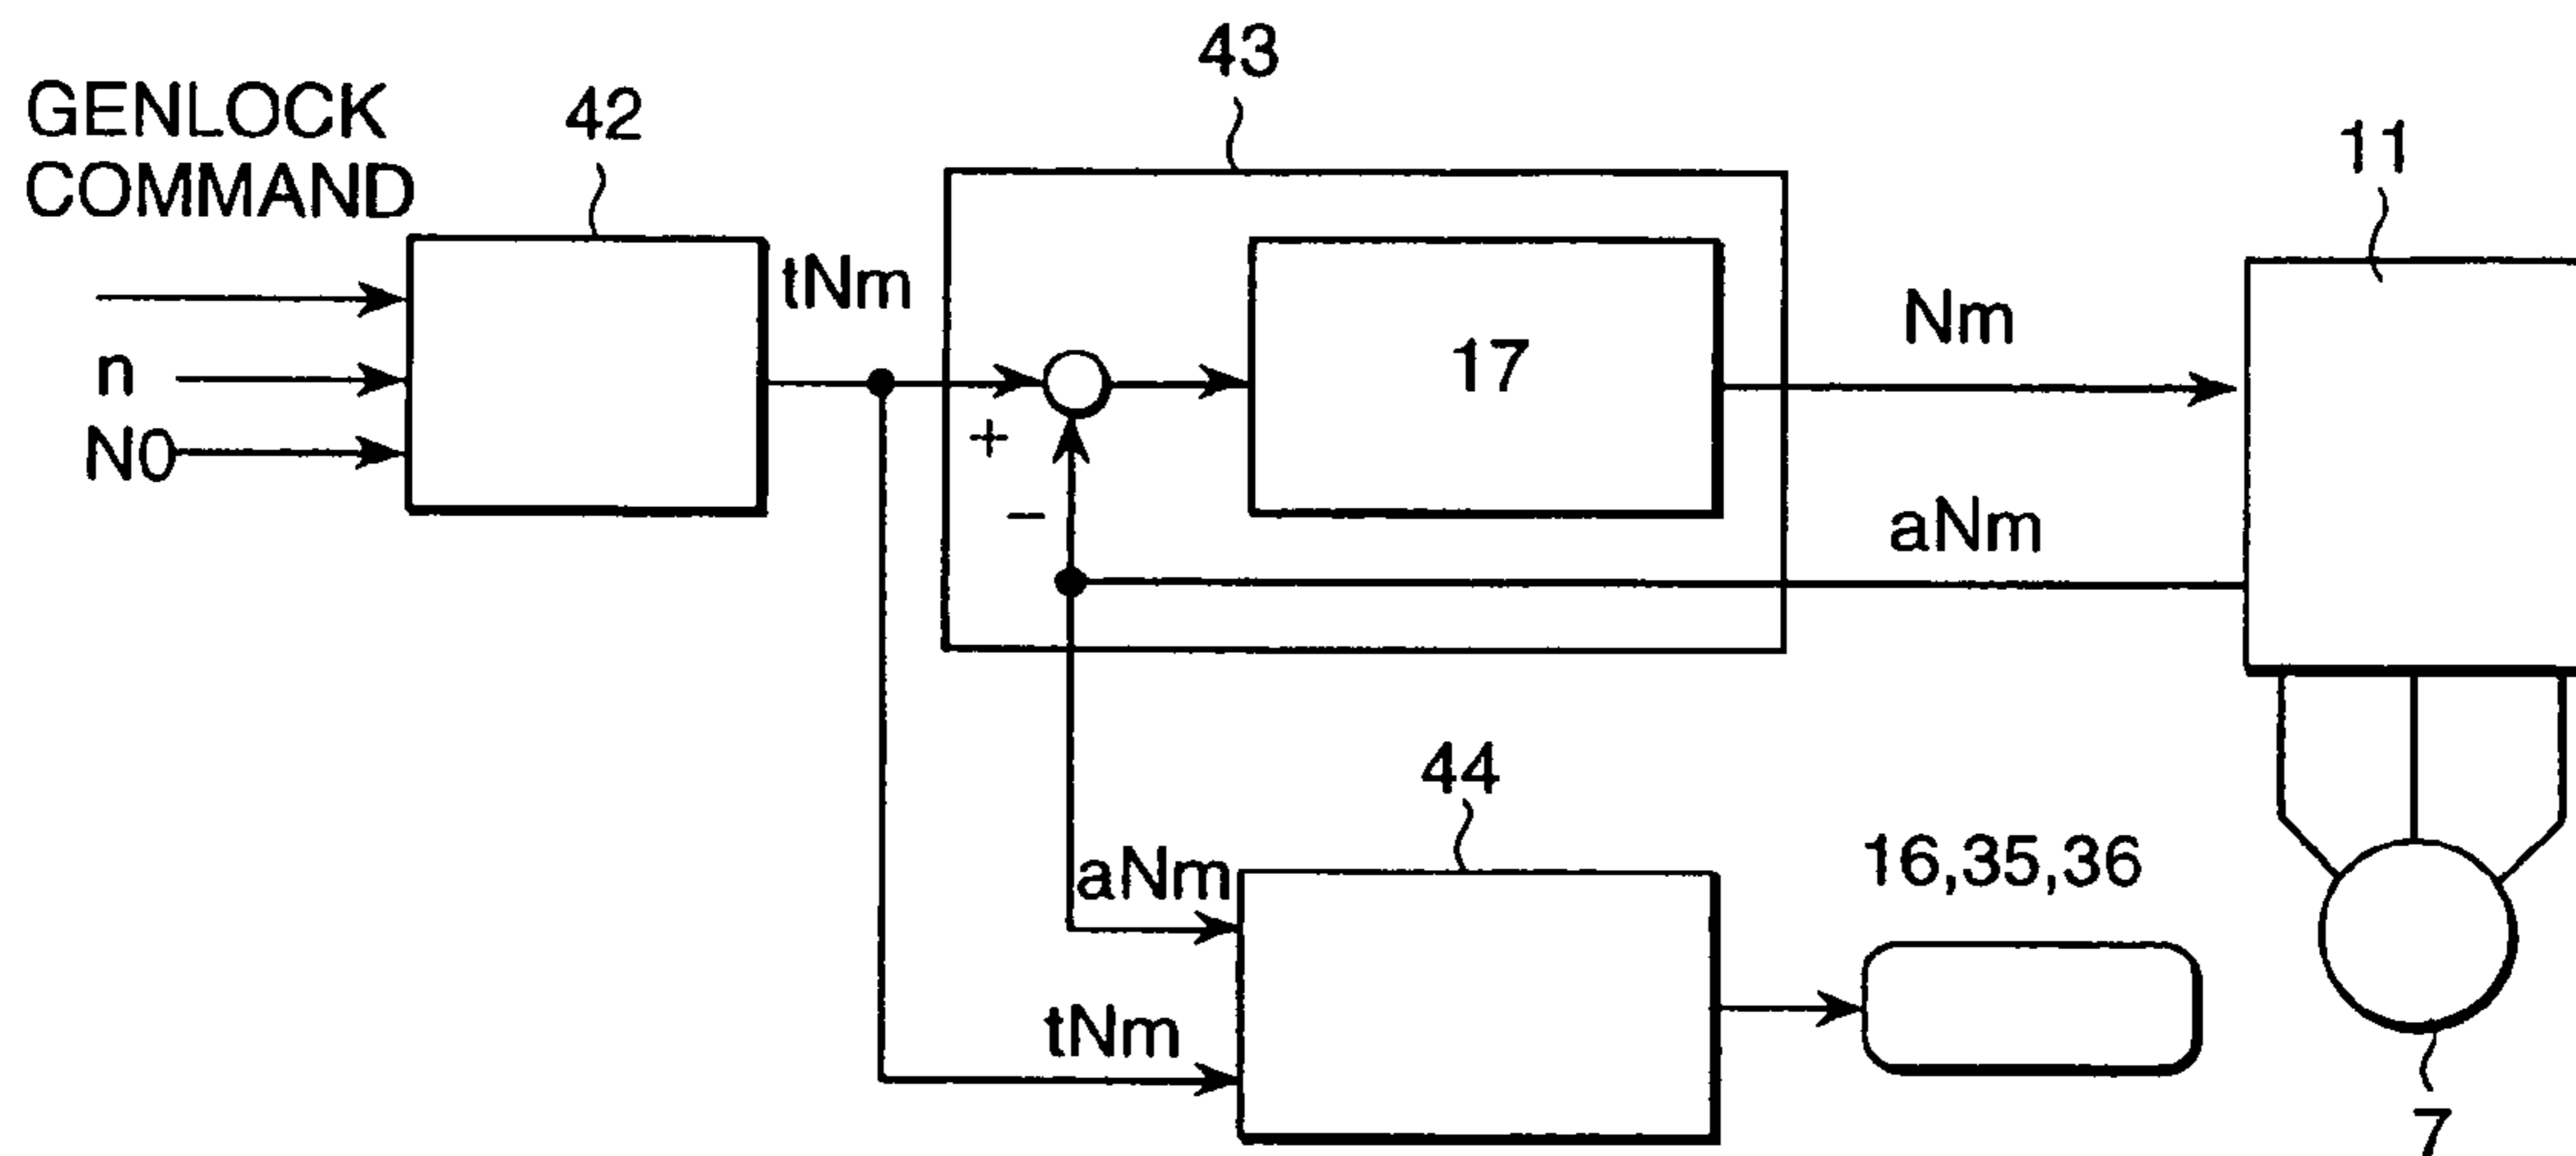 43
GENLOCK
COMMAND
42
11
tNm
Nm
n
17
+
N0
−
aNm
44
aNm
16,35,36
tNm
7